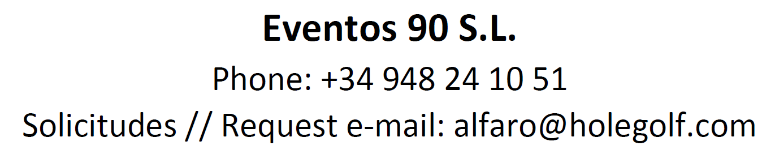 Eventos 90 S.L.
Phone: +34 948 24 10 51
Solicitudes // Request e-mail: alfaro@holegolf.com